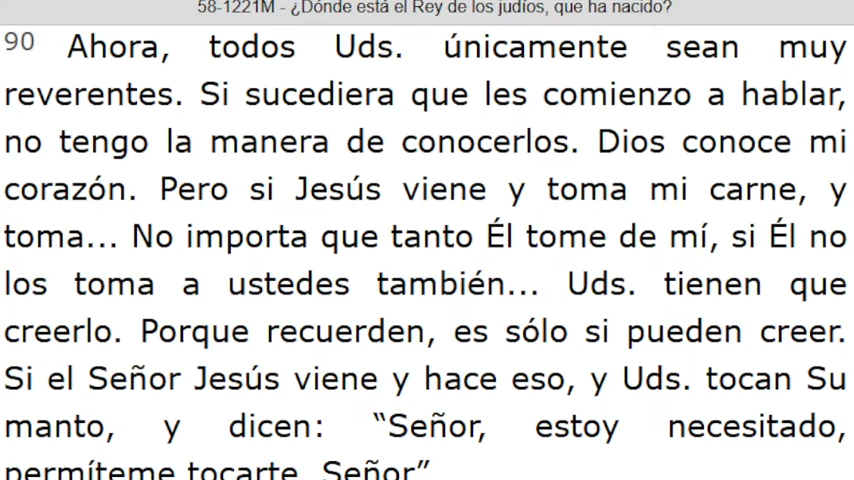 58-1221M - ¿Dónde está el Rey de los judíos, que ha nacido?
90 Ahora, todos Uds. únicamente sean muy
reverentes. Si sucediera que les comienzo a hablar,
no tengo la manera de conocerlos. Dios conoce mi
corazón. Pero si Jesús viene y toma mi carne, y
toma... No importa que tanto Él tome de mí, si Él no
los toma a ustedes también... Uds. tienen que
creerlo. Porque recuerden, es sólo si pueden creer.
Si el Señor Jesús viene y hace eso, y Uds. tocan Su
manto, y dicen: “Señor, estoy necesitado,
permíteme tocarte, Señor”